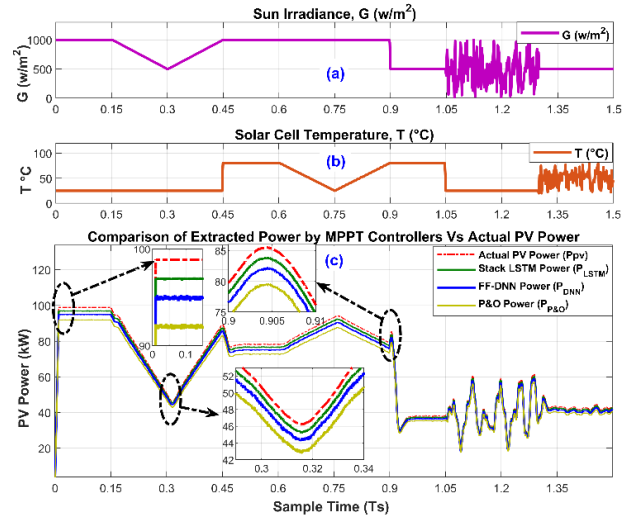 Sun Irradiance, G (w/m²)
G (w/m²)
1000
500
0
G (w/m²)
(a)
0 0.15 0.3 0.45 0.6 0.75 0.9 1.05 1.2 1.35 1.5
Solar Cell Temperature, T (°C)
T °C
100
50
0
T (°C)
(b)
0 0.15 0.3 0.45 0.6 0.75 0.9 1.05 1.2 1.35 1.5
Comparison of Extracted Power by MPPT Controllers Vs Actual PV Power
(c)
Actual PV Power (Ppv)
Stack LSTM Power (P_LSTM)
FF-DNN Power (P_DNN)
P&O Power (P_P&O)
PV Power (kW)
120
100
80
60
40
20
100
90
0 0.1
85
80
75
0.9 0.905 0.91
52
50
48
46
44
42
0.3 0.32 0.34
0 0.15 0.3 0.45 0.6 0.75 0.9 1.05 1.2 1.35 1.5
Sample Time (Ts)